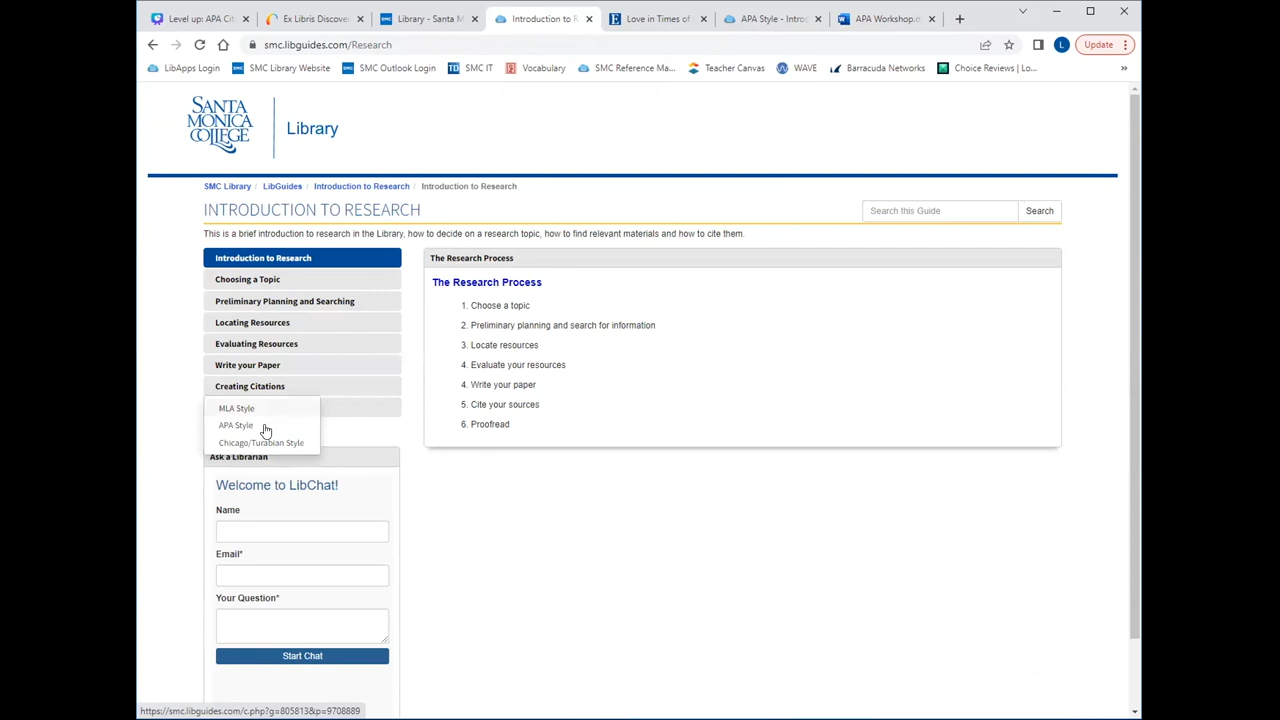 Level up: APA Ci
Ex Libris Discover
Library - Santa M
Introduction to R
Love in Times of
APA Style - Intro
APA Workshop.d
smc.libguides.com/Research
L
Update
LibApps Login
SMC Library Website
SMC Outlook Login
TD SMC IT
Vocabulary
SMC Reference Ma...
Teacher Canvas
WAVE
Barracuda Networks
Choice Reviews | Lo...
»
SANTA
MONICA
COLLEGE
Library
SMC Library / LibGuides / Introduction to Research / Introduction to Research
INTRODUCTION TO RESEARCH
Search this Guide
Search
This is a brief introduction to research in the Library, how to decide on a research topic, how to find relevant materials and how to cite them.
Introduction to Research
Choosing a Topic
Preliminary Planning and Searching
Locating Resources
Evaluating Resources
Write your Paper
Creating Citations
MLA Style
APA Style
Chicago/Turabian Style
Ask a Librarian
Welcome to LibChat!
Name
Email*
Your Question*
Start Chat
The Research Process
The Research Process
1. Choose a topic
2. Preliminary planning and search for information
3. Locate resources
4. Evaluate your resources
4. Write your paper
5. Cite your sources
6. Proofread
https://smc.libguides.com/c.php?g=805813&p=9708889